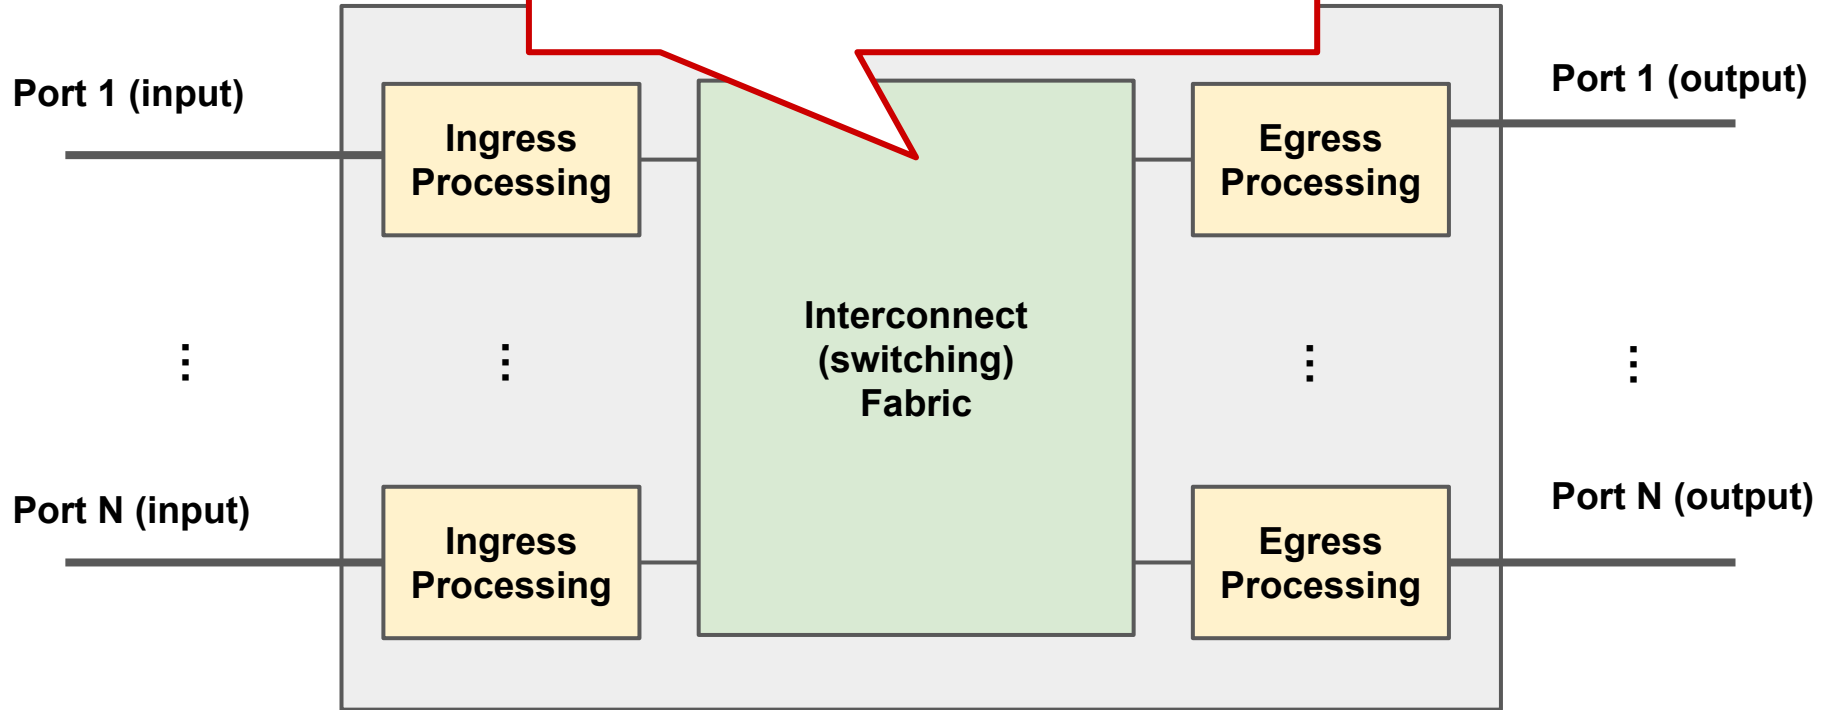 Port 1 (input)
Port 1 (output)
Ingress
Processing
Egress
Processing
Interconnect
(switching)
Fabric
⋮ ⋮ ⋮ ⋮
Port N (input)
Port N (output)
Ingress
Processing
Egress
Processing